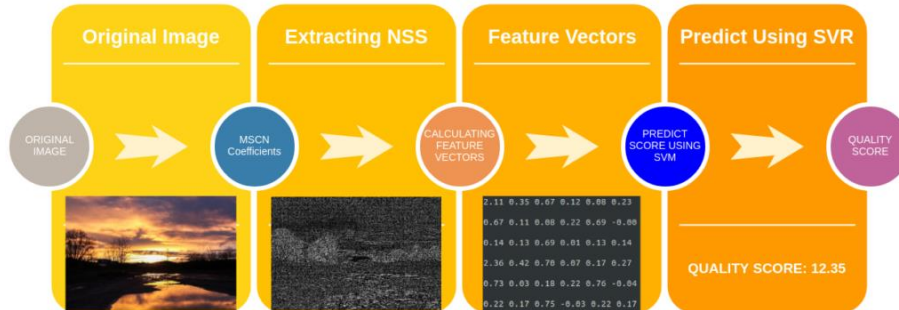 Original Image
Extracting NSS
Feature Vectors
Predict Using SVR
ORIGINAL
IMAGE
MSCN
Coefficients
CALCULATING
FEATURE
VECTORS
PREDICT
SCORE USING
SVM
QUALITY
SCORE
2.11 0.35 0.67 0.12 0.08 0.23
0.67 0.11 0.08 0.22 0.69 -0.00
0.14 0.13 0.69 0.01 0.13 0.14
2.36 0.42 0.70 0.07 0.17 0.27
0.73 0.03 0.18 0.22 0.76 -0.04
0.22 0.17 0.75 -0.03 0.22 0.17
QUALITY SCORE: 12.35